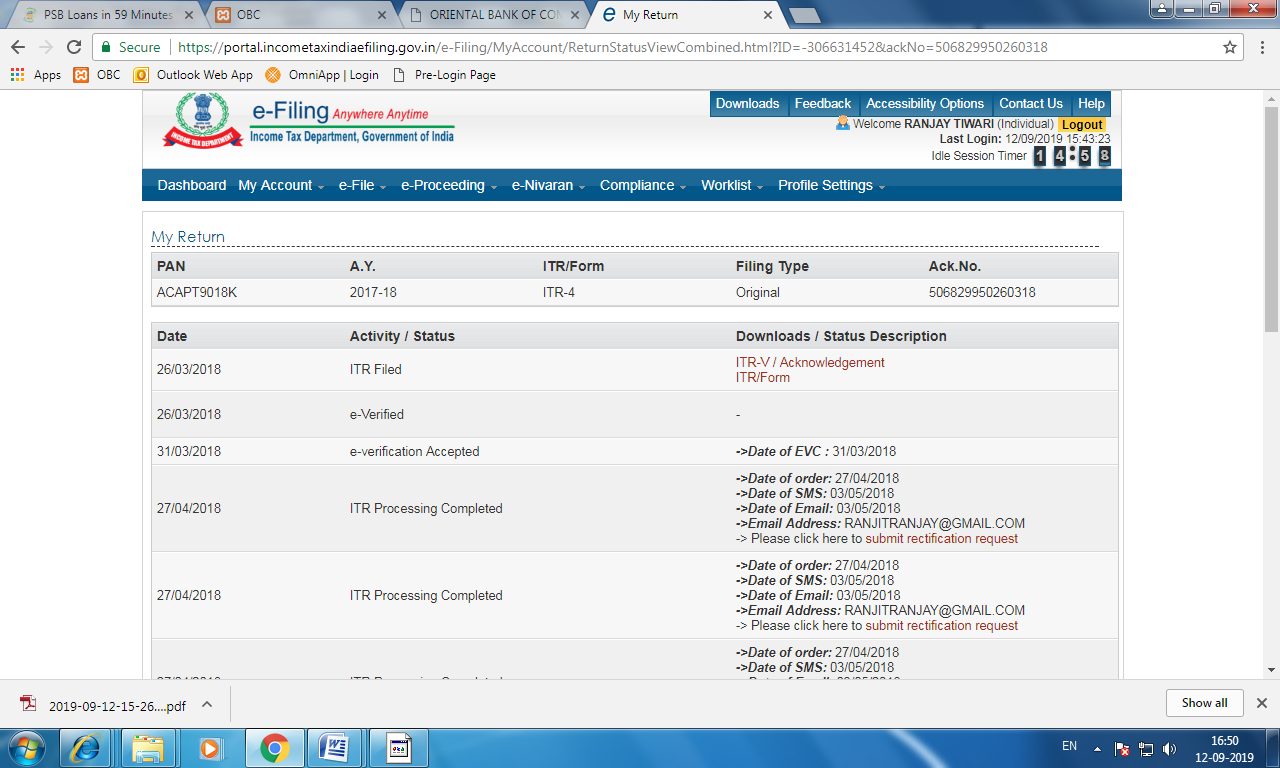 PSB Loans in 59 Minutes
OBC
ORIENTAL BANK OF CO
My Return
Secure https://portal.incometaxindiaefiling.gov.in/e-Filing/MyAccount/ReturnStatusViewCombined.html?ID=-306631452&ackNo=506829950260318
Apps OBC Outlook Web App OmniApp | Login Pre-Login Page
e-Filing Anywhere Anytime
Income Tax Department, Government of India
INCOME TAX DEPARTMENT
Downloads Feedback Accessibility Options Contact Us Help
Welcome RANJAY TIWARI (Individual) Logout
Last Login: 12/09/2019 15:43:23
Idle Session Timer 14:58
Dashboard My Account e-File e-Proceeding e-Nivaran Compliance Worklist Profile Settings
My Return
PAN A.Y. ITR/Form Filing Type Ack.No.
ACAPT9018K 2017-18 ITR-4 Original 506829950260318
Date Activity / Status Downloads / Status Description
26/03/2018 ITR Filed ITR-V / Acknowledgement
ITR/Form
26/03/2018 e-Verified -
31/03/2018 e-verification Accepted ->Date of EVC : 31/03/2018
->Date of order: 27/04/2018
->Date of SMS: 03/05/2018
27/04/2018 ITR Processing Completed ->Date of Email: 03/05/2018
->Email Address: RANJITRANJAY@GMAIL.COM
-> Please click here to submit rectification request
->Date of order: 27/04/2018
->Date of SMS: 03/05/2018
27/04/2018 ITR Processing Completed ->Date of Email: 03/05/2018
->Email Address: RANJITRANJAY@GMAIL.COM
-> Please click here to submit rectification request
->Date of order: 27/04/2018
->Date of SMS: 03/05/2018
2019-09-12-15-26....pdf
Show all
EN
16:50
12-09-2019